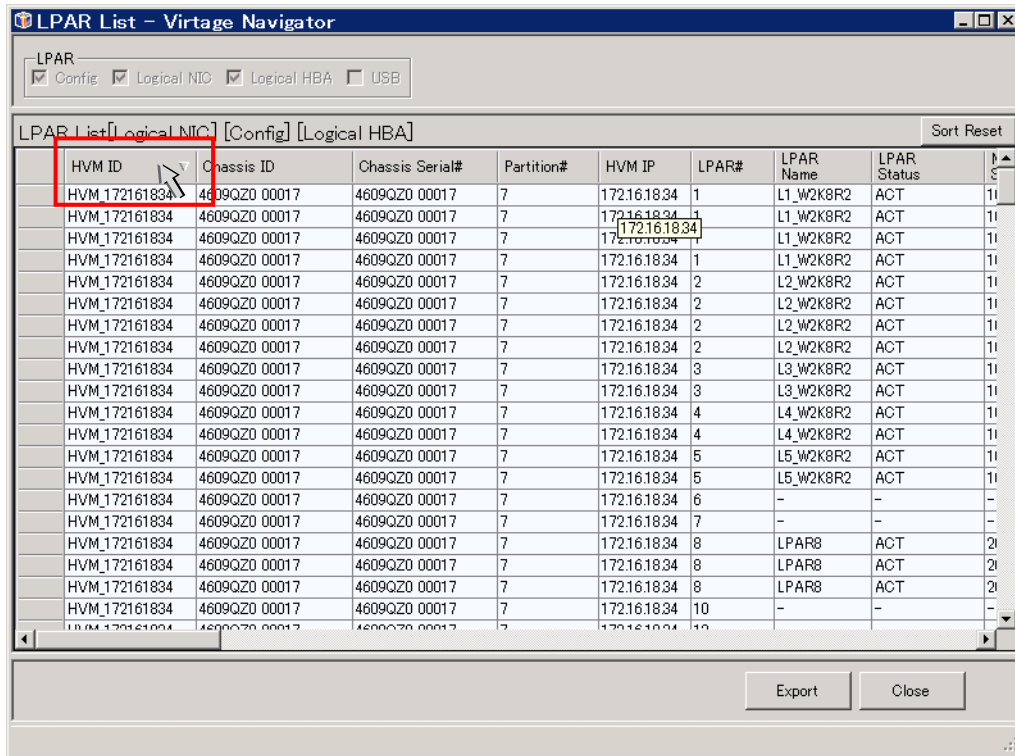 LPAR List - Virtage Navigator
LPAR
Config Logical NIC Logical HBA USB
LPAR List[Logical NIC] [Config] [Logical HBA] Sort Reset
HVM ID Chassis ID Chassis Serial# Partition# HVM IP LPAR# LPAR Name LPAR Status
HVM_172161834 4609QZ0 00017 4609QZ0 00017 7 172.16.18.34 1 L1_W2K8R2 ACT
HVM_172161834 4609QZ0 00017 4609QZ0 00017 7 172.16.18.34 1 L1_W2K8R2 ACT
172.16.18.34
HVM_172161834 4609QZ0 00017 4609QZ0 00017 7 172.16.18.34 L1_W2K8R2 ACT
HVM_172161834 4609QZ0 00017 4609QZ0 00017 7 172.16.18.34 1 L1_W2K8R2 ACT
HVM_172161834 4609QZ0 00017 4609QZ0 00017 7 172.16.18.34 2 L2_W2K8R2 ACT
HVM_172161834 4609QZ0 00017 4609QZ0 00017 7 172.16.18.34 2 L2_W2K8R2 ACT
HVM_172161834 4609QZ0 00017 4609QZ0 00017 7 172.16.18.34 2 L2_W2K8R2 ACT
HVM_172161834 4609QZ0 00017 4609QZ0 00017 7 172.16.18.34 2 L2_W2K8R2 ACT
HVM_172161834 4609QZ0 00017 4609QZ0 00017 7 172.16.18.34 3 L3_W2K8R2 ACT
HVM_172161834 4609QZ0 00017 4609QZ0 00017 7 172.16.18.34 3 L3_W2K8R2 ACT
HVM_172161834 4609QZ0 00017 4609QZ0 00017 7 172.16.18.34 4 L4_W2K8R2 ACT
HVM_172161834 4609QZ0 00017 4609QZ0 00017 7 172.16.18.34 4 L4_W2K8R2 ACT
HVM_172161834 4609QZ0 00017 4609QZ0 00017 7 172.16.18.34 5 L5_W2K8R2 ACT
HVM_172161834 4609QZ0 00017 4609QZ0 00017 7 172.16.18.34 5 L5_W2K8R2 ACT
HVM_172161834 4609QZ0 00017 4609QZ0 00017 7 172.16.18.34 6 - - -
HVM_172161834 4609QZ0 00017 4609QZ0 00017 7 172.16.18.34 7 - - -
HVM_172161834 4609QZ0 00017 4609QZ0 00017 7 172.16.18.34 8 LPAR8 ACT
HVM_172161834 4609QZ0 00017 4609QZ0 00017 7 172.16.18.34 8 LPAR8 ACT
HVM_172161834 4609QZ0 00017 4609QZ0 00017 7 172.16.18.34 8 LPAR8 ACT
HVM_172161834 4609QZ0 00017 4609QZ0 00017 7 172.16.18.34 10 - - -
Export Close